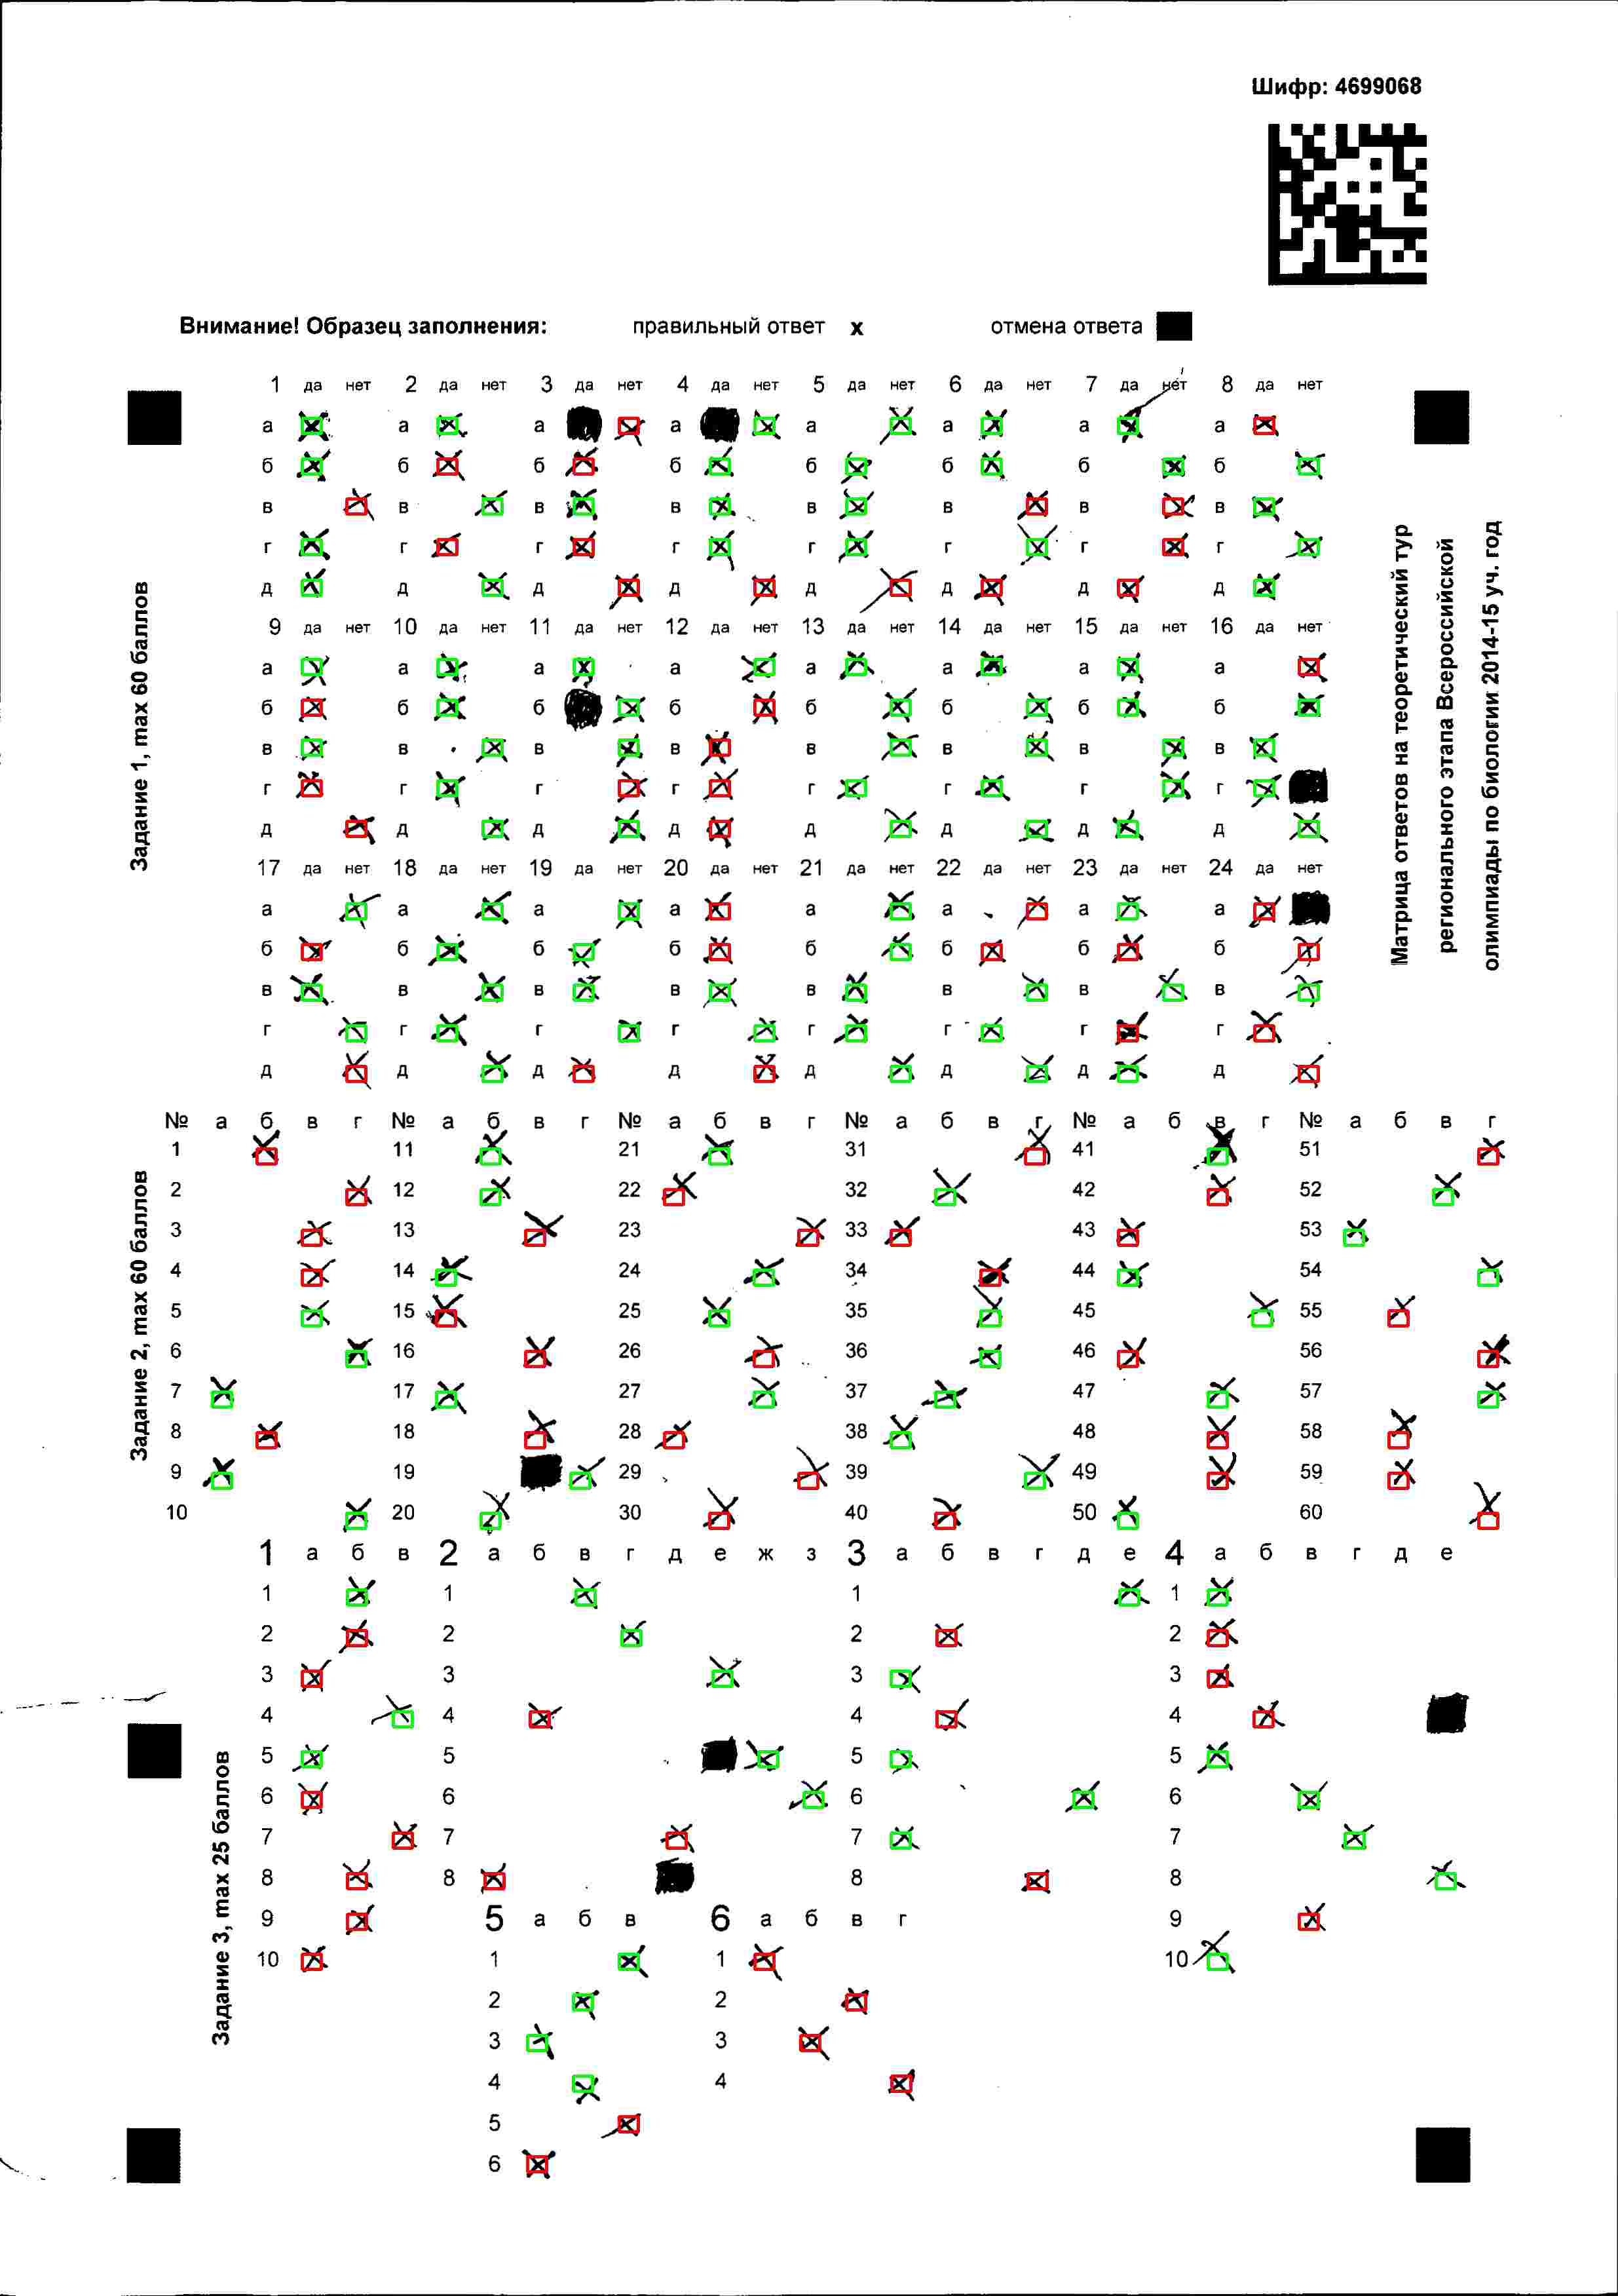 Шифр: 4699068
Внимание! Образец заполнения: правильный ответ х отмена ответа
1 да нет 2 да нет 3 да нет 4 да нет 5 да нет 6 да нет 7 да нет 8 да нет
а а а а а а а а
б б б б б б б б
в в в в в в в в
г г г г г г г г
д д д д д д д д
9 да нет 10 да нет 11 да нет 12 да нет 13 да нет 14 да нет 15 да нет 16 да нет
а а а а а а а а
б б б б б б б б
в в в в в в в в
г г г г г г г г
д д д д д д д д
17 да нет 18 да нет 19 да нет 20 да нет 21 да нет 22 да нет 23 да нет 24 да нет
а а а а а а а а
б б б б б б б б
в в в в в в в в
г г г г г г г г
д д д д д д д д
Задание 1, max 60 баллов
Матрица ответов на теоретический тур
регионального этапа Всероссийской
олимпиады по биологии 2014-15 уч. год
№ а б в г № а б в г № а б в г № а б в г № а б в г № а б в г
1 11 21 31 41 51
2 12 22 32 42 52
3 13 23 33 43 53
4 14 24 34 44 54
5 15 25 35 45 55
6 16 26 36 46 56
7 17 27 37 47 57
8 18 28 38 48 58
9 19 29 39 49 59
10 20 30 40 50 60
Задание 2, max 60 баллов
1 а б в 2 а б в г д е ж з 3 а б в г д е 4 а б в г д е
1 1 1 1
2 2 2 2
3 3 3 3
4 4 4 4
5 5 5 5
6 6 6 6
7 7 7 7
8 8 8 8
9 5 а б в 6 а б в г 9
10 1 1 10
2 2
3 3
4 4
5
6
Задание 3, max 25 баллов